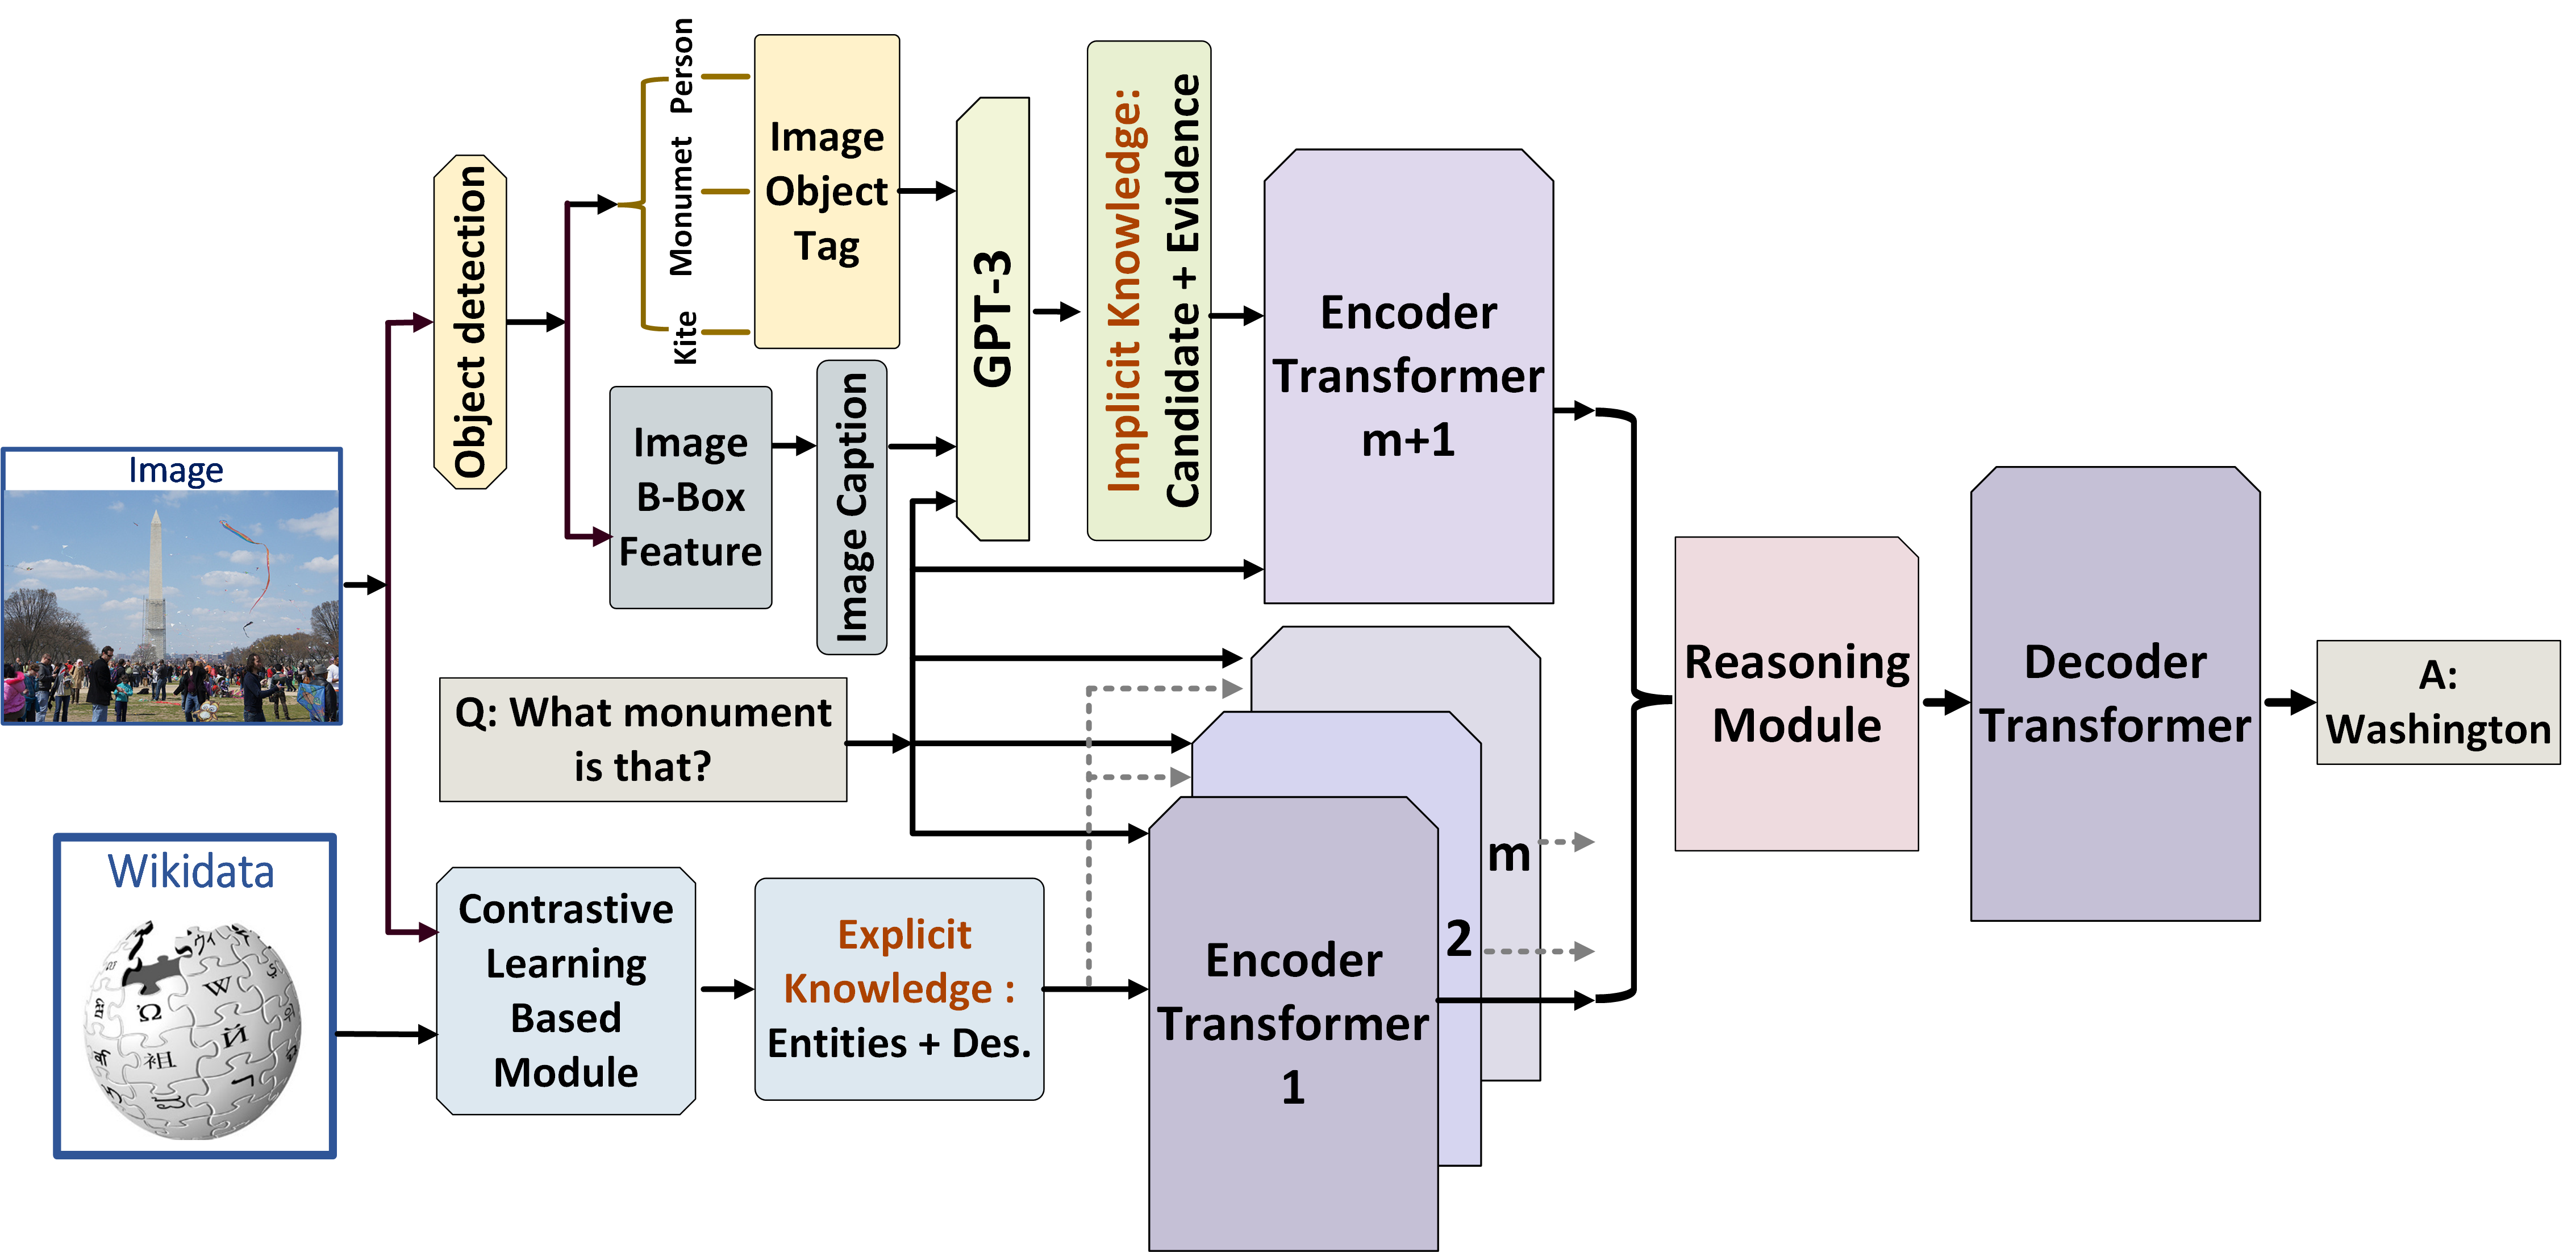 Image
Wikidata
Object detection
Person
Monumet
Kite
Image
Object
Tag
Image
B-Box
Feature
Image Caption
Q: What monument
is that?
Contrastive
Learning
Based
Module
Explicit
Knowledge :
Entities + Des.
GPT-3
Implicit Knowledge:
Candidate + Evidence
Encoder
Transformer
m+1
m
2
Encoder
Transformer
1
Reasoning
Module
Decoder
Transformer
A:
Washington
Ω
W
И
祖